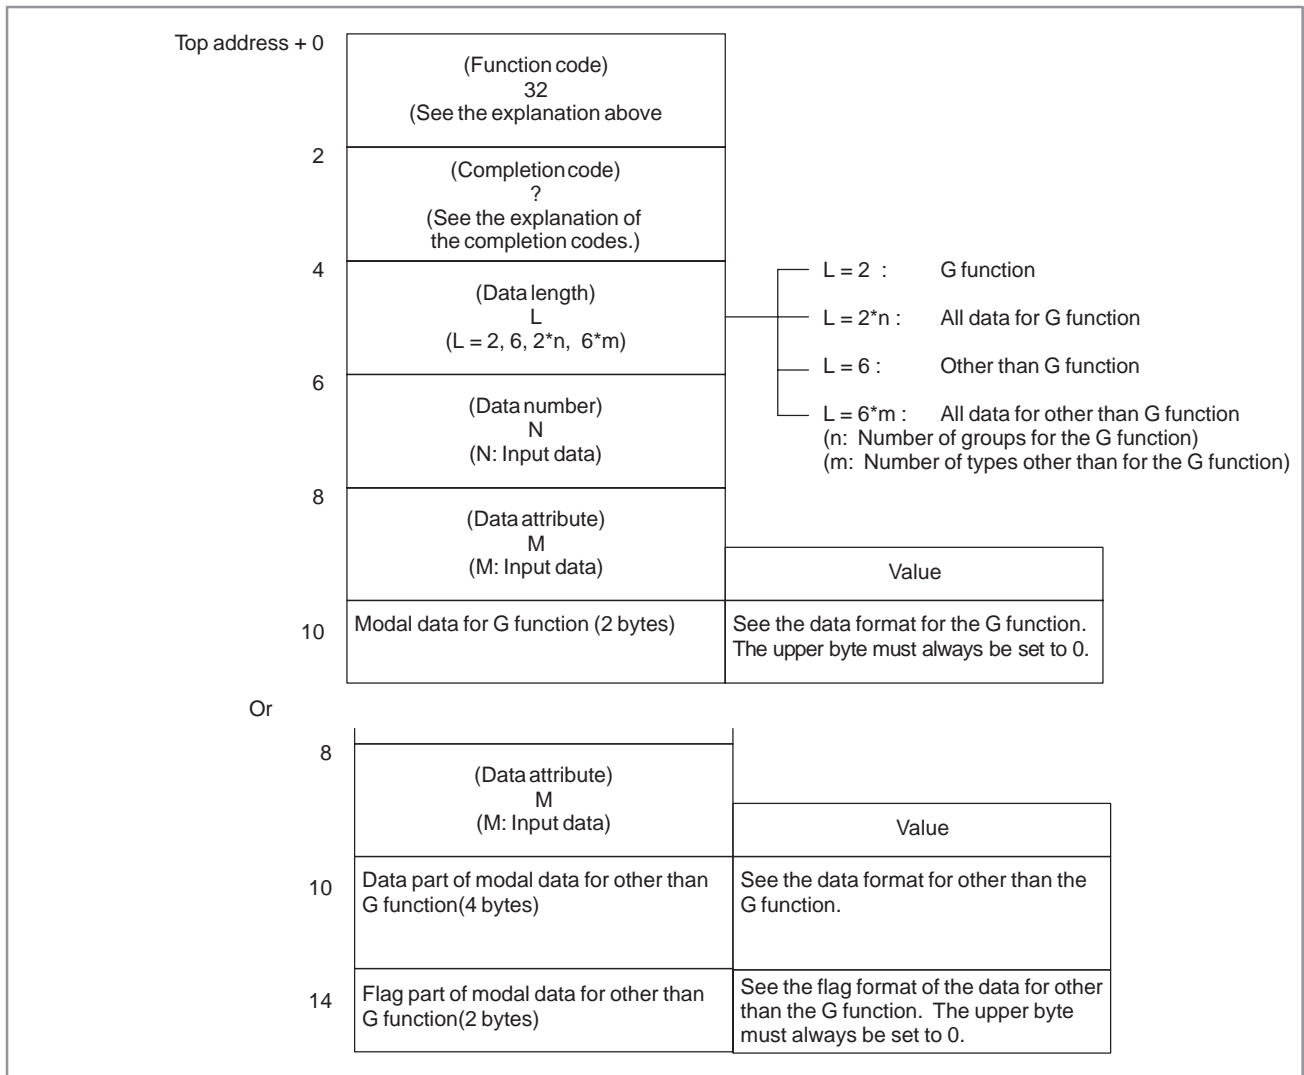 Top address + 0
(Function code)
32
(See the explanation above
2
(Completion code)
?
(See the explanation of
the completion codes.)
4
(Data length)
L
(L = 2, 6, 2*n, 6*m)
L = 2 : G function
L = 2*n : All data for G function
L = 6 : Other than G function
L = 6*m : All data for other than G function
(n: Number of groups for the G function)
(m: Number of types other than for the G function)
6
(Data number)
N
(N: Input data)
8
(Data attribute)
M
(M: Input data)
Value
10
Modal data for G function (2 bytes)
See the data format for the G function.
The upper byte must always be set to 0.
Or
8
(Data attribute)
M
(M: Input data)
Value
10
Data part of modal data for other than
G function(4 bytes)
See the data format for other than the
G function.
14
Flag part of modal data for other than
G function(2 bytes)
See the flag format of the data for other
than the G function. The upper byte
must always be set to 0.